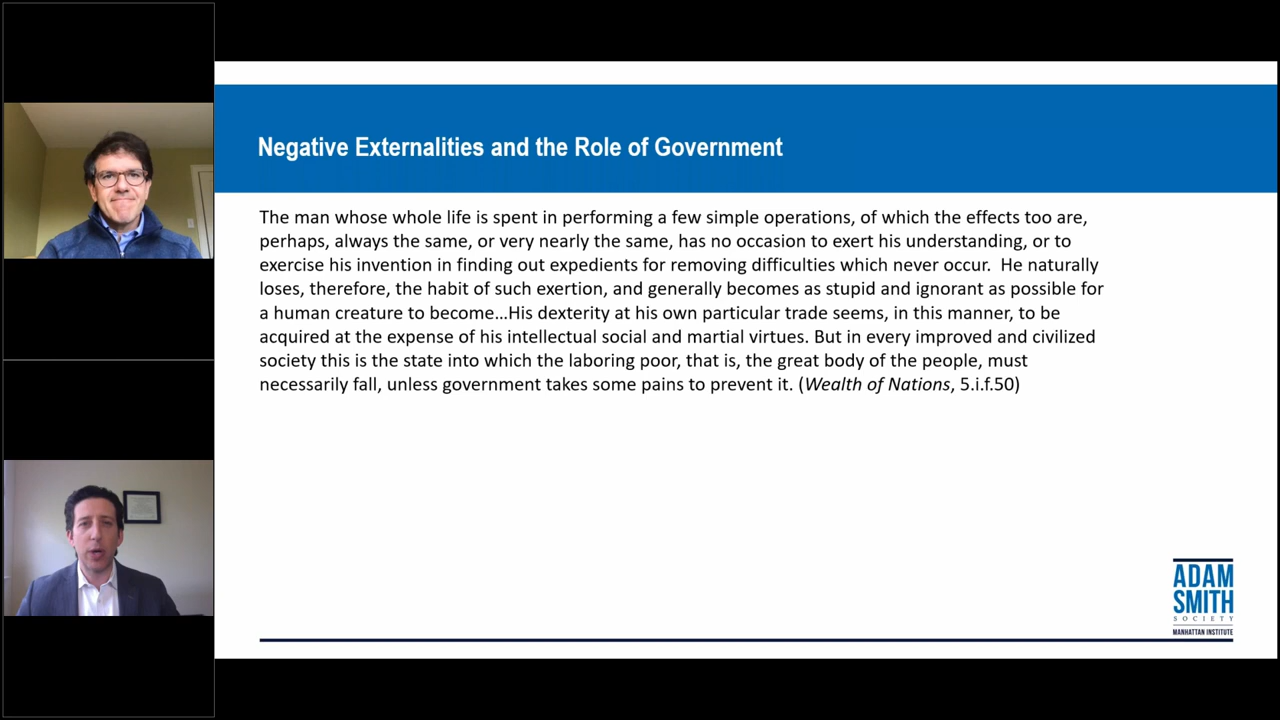 Negative Externalities and the Role of Government
The man whose whole life is spent in performing a few simple operations, of which the effects too are,
perhaps, always the same, or very nearly the same, has no occasion to exert his understanding, or to
exercise his invention in finding out expedients for removing difficulties which never occur.  He naturally
loses, therefore, the habit of such exertion, and generally becomes as stupid and ignorant as possible for
a human creature to become…His dexterity at his own particular trade seems, in this manner, to be
acquired at the expense of his intellectual social and martial virtues. But in every improved and civilized
society this is the state into which the laboring poor, that is, the great body of the people, must
necessarily fall, unless government takes some pains to prevent it. (Wealth of Nations, 5.i.f.50)
ADAM
SMITH
SOCIETY
MANHATTAN INSTITUTE